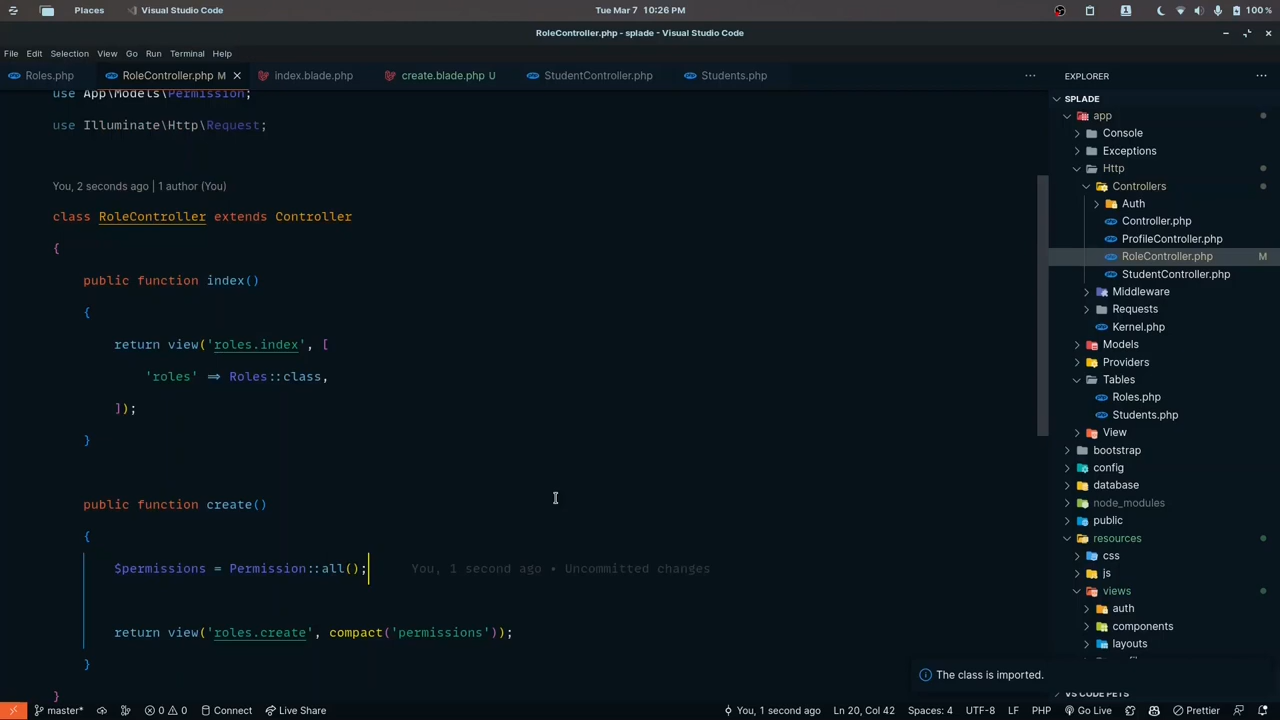 Places
Visual Studio Code
Tue Mar 7 10:26 PM
100 %
RoleController.php - splade - Visual Studio Code
File Edit Selection View Go Run Terminal Help
Roles.php
RoleController.php M
index.blade.php
create.blade.php U
StudentController.php
Students.php
use App\Models\Permission;
use Illuminate\Http\Request;
You, 2 seconds ago | 1 author (You)
class RoleController extends Controller
{
public function index()
{
return view('roles.index', [
'roles' => Roles::class,
]);
}
public function create()
{
$permissions = Permission::all(); You, 1 second ago • Uncommitted changes
return view('roles.create', compact('permissions'));
}
}
EXPLORER
SPLADE
app
Console
Exceptions
Http
Controllers
Auth
Controller.php
ProfileController.php
RoleController.php M
StudentController.php
Middleware
Requests
Kernel.php
Models
Providers
Tables
Roles.php
Students.php
View
bootstrap
config
database
node_modules
public
resources
css
js
views
auth
components
layouts
The class is imported.
VS CODE PETS
master*
0 0
Connect
Live Share
You, 1 second ago
Ln 20, Col 42
Spaces: 4
UTF-8
LF
PHP
Go Live
Prettier